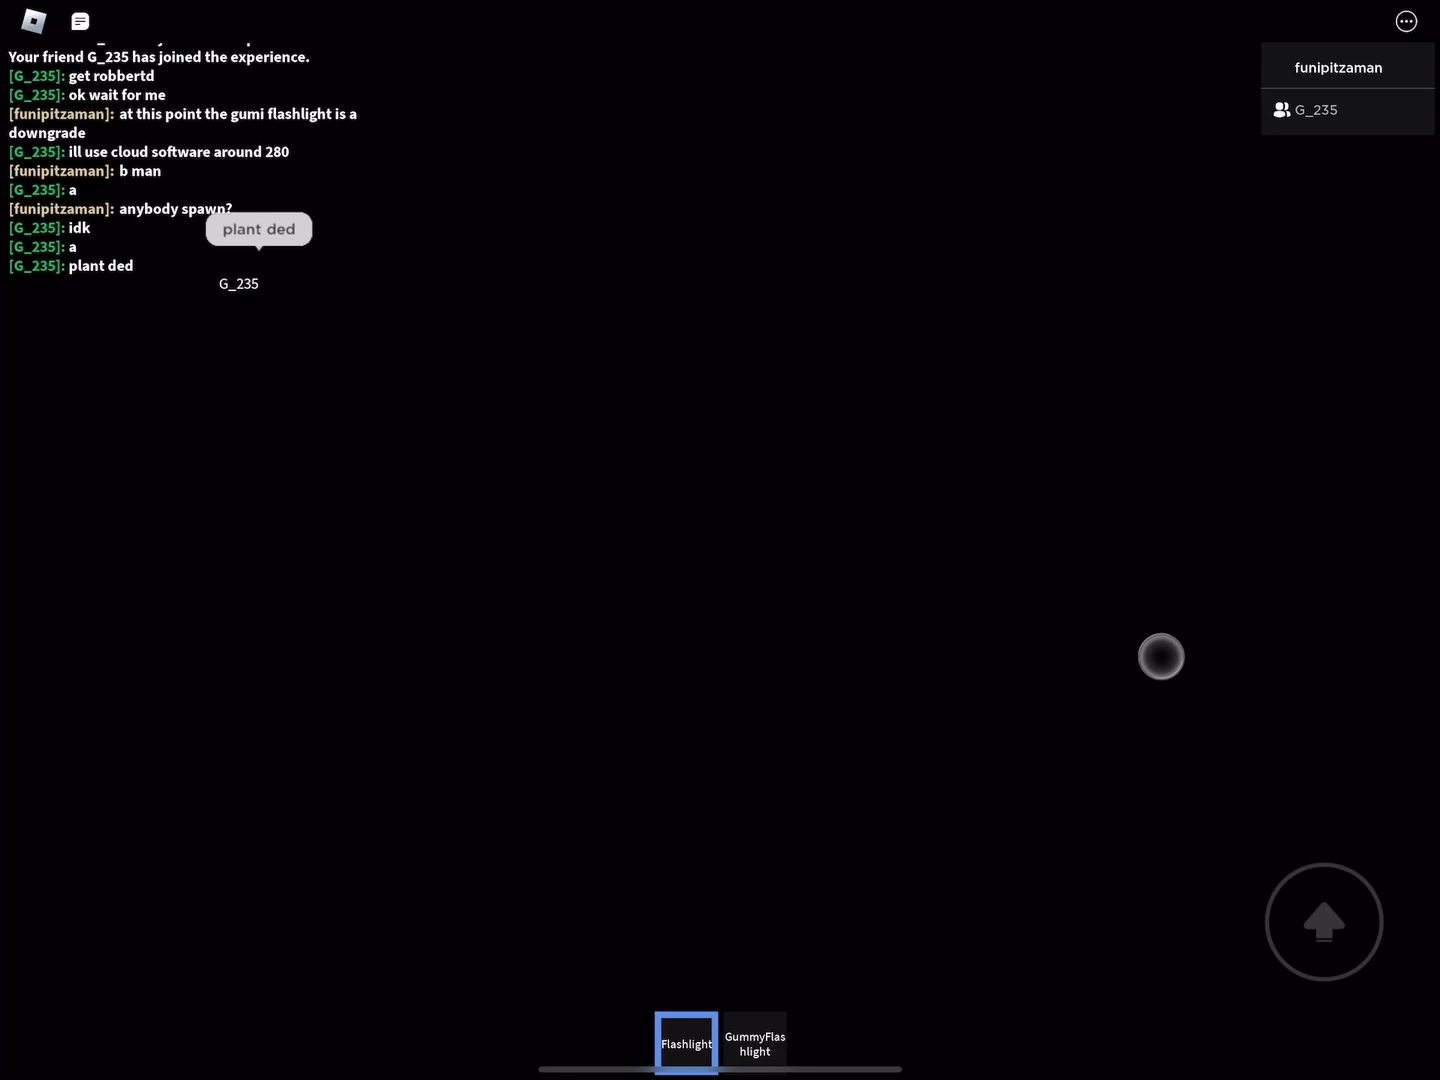 Your friend G_235 has joined the experience.
[G_235]: get robbertd
[G_235]: ok wait for me
[funipitzaman]: at this point the gumi flashlight is a
downgrade
[G_235]: ill use cloud software around 280
[funipitzaman]: b man
[G_235]: a
[funipitzaman]: anybody spawn?
[G_235]: idk
[G_235]: a
[G_235]: plant ded
plant ded
G_235
funipitzaman
G_235
Flashlight
GummyFlas
hlight